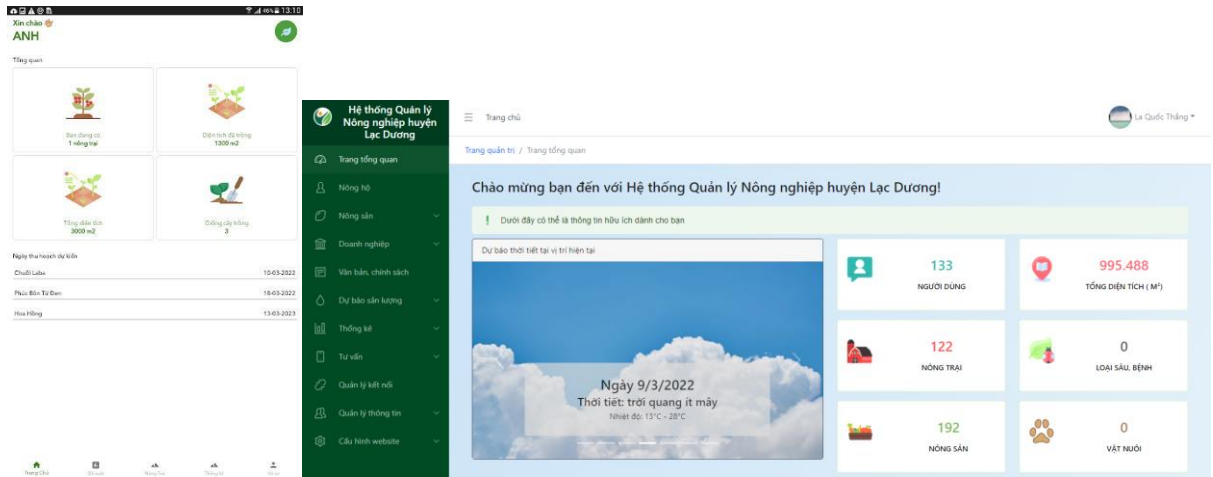 46% 13:10
Xin chào
ANH
Tổng quan
Bạn đang có
1 nông trại
Diện tích đã trồng
1300 m2
Tổng diện tích
3000 m2
Giống cây trồng
3
Ngày thu hoạch dự kiến
Chuối Laba 10-03-2022
Phúc Bồn Tử Đen 18-03-2022
Hoa Hồng 13-03-2023
Trang Chủ
Hệ thống Quản lý
Nông nghiệp huyện
Lạc Dương
Trang tổng quan
Nông hộ
Nông sản
Doanh nghiệp
Văn bản, chính sách
Dự báo sản lượng
Thống kê
Tư vấn
Quản lý kết nối
Quản lý thông tin
Cấu hình website
Trang chủ
La Quốc Thắng
Trang quản trị / Trang tổng quan
Chào mừng bạn đến với Hệ thống Quản lý Nông nghiệp huyện Lạc Dương!
! Dưới đây có thể là thông tin hữu ích dành cho bạn
Dự báo thời tiết tại vị trí hiện tại
Ngày 9/3/2022
Thời tiết: trời quang ít mây
Nhiệt độ: 13°C - 28°C
133
NGƯỜI DÙNG
995.488
TỔNG DIỆN TÍCH ( M²)
122
NÔNG TRẠI
0
LOẠI SÂU, BỆNH
192
NÔNG SẢN
0
VẬT NUÔI